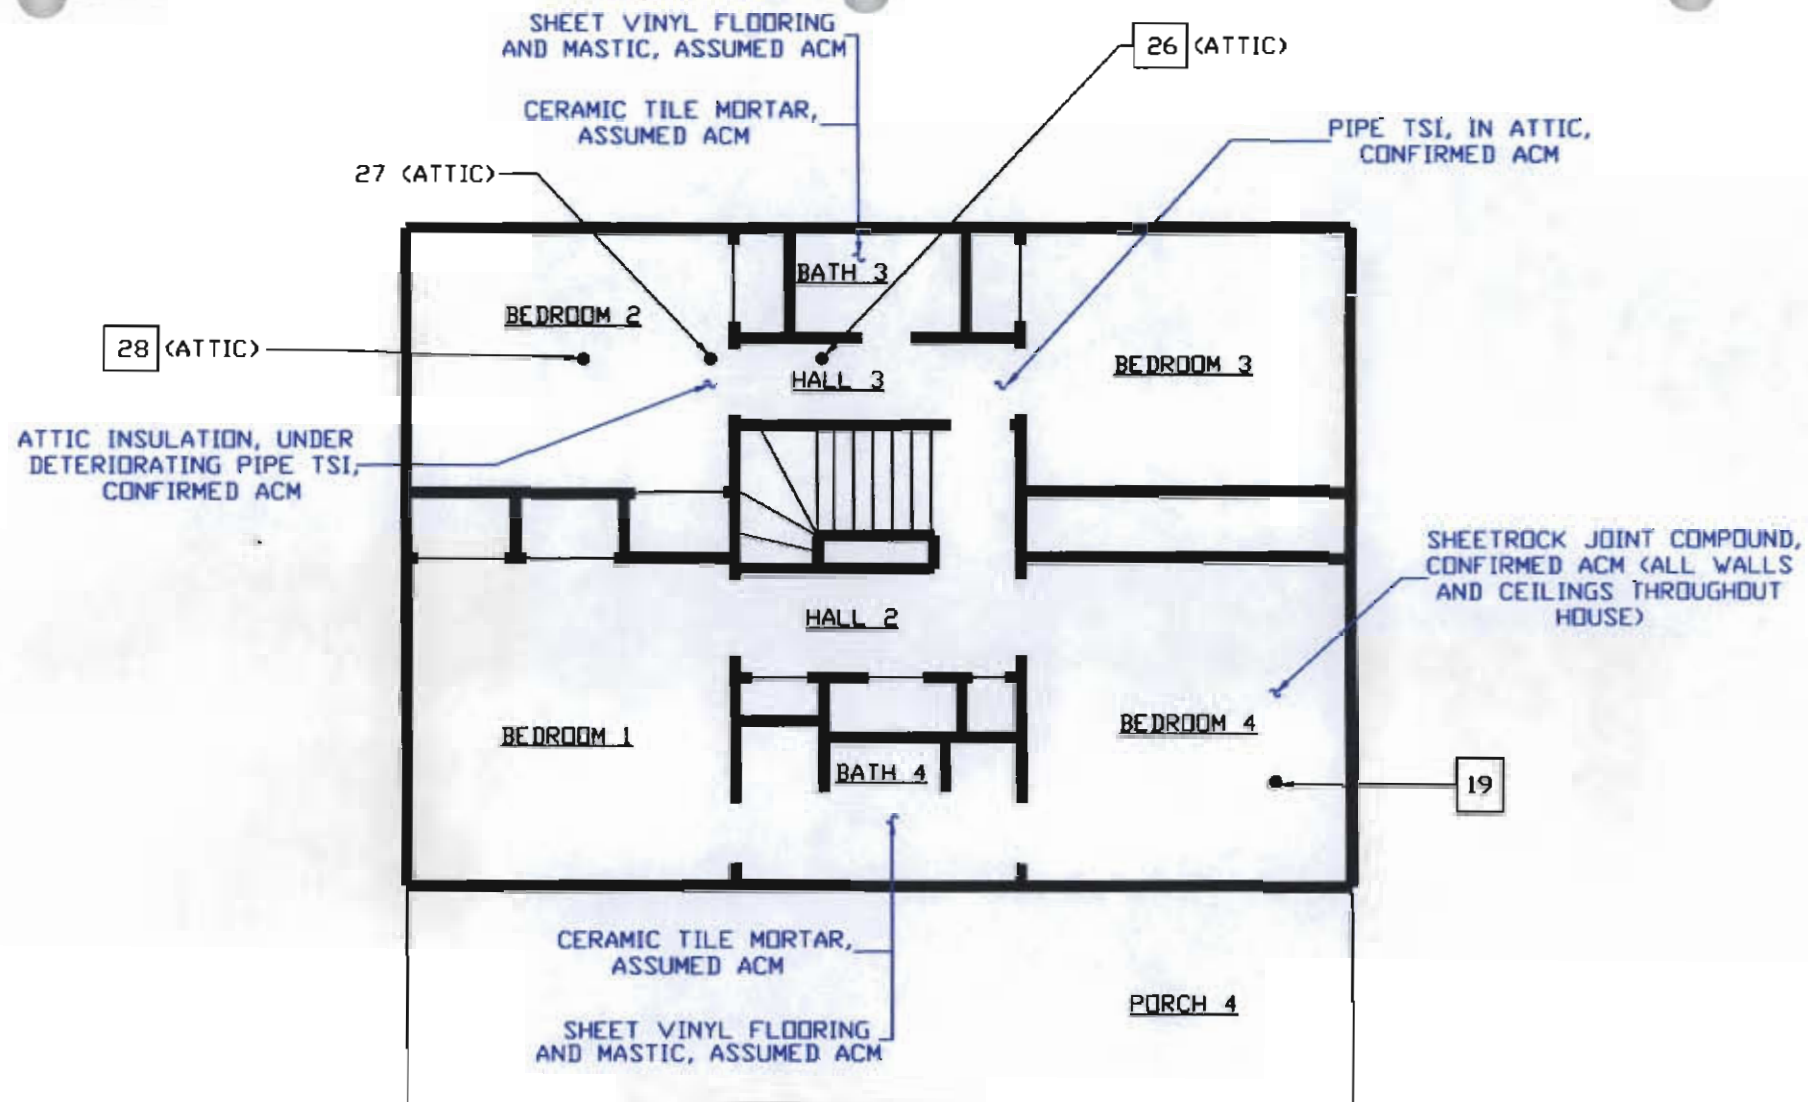 SHEET VINYL FLOORING
AND MASTIC, ASSUMED ACM
26 (ATTIC)
CERAMIC TILE MORTAR,
ASSUMED ACM
PIPE TSI, IN ATTIC,
CONFIRMED ACM
27 (ATTIC)
BATH 3
BEDROOM 2
28 (ATTIC)
HALL 3
BEDROOM 3
ATTIC INSULATION, UNDER
DETERIORATING PIPE TSI,
CONFIRMED ACM
SHEETROCK JOINT COMPOUND,
CONFIRMED ACM (ALL WALLS
AND CEILINGS THROUGHOUT
HOUSE)
HALL 2
BEDROOM 1
BEDROOM 4
BATH 4
19
CERAMIC TILE MORTAR,
ASSUMED ACM
PORCH 4
SHEET VINYL FLOORING
AND MASTIC, ASSUMED ACM